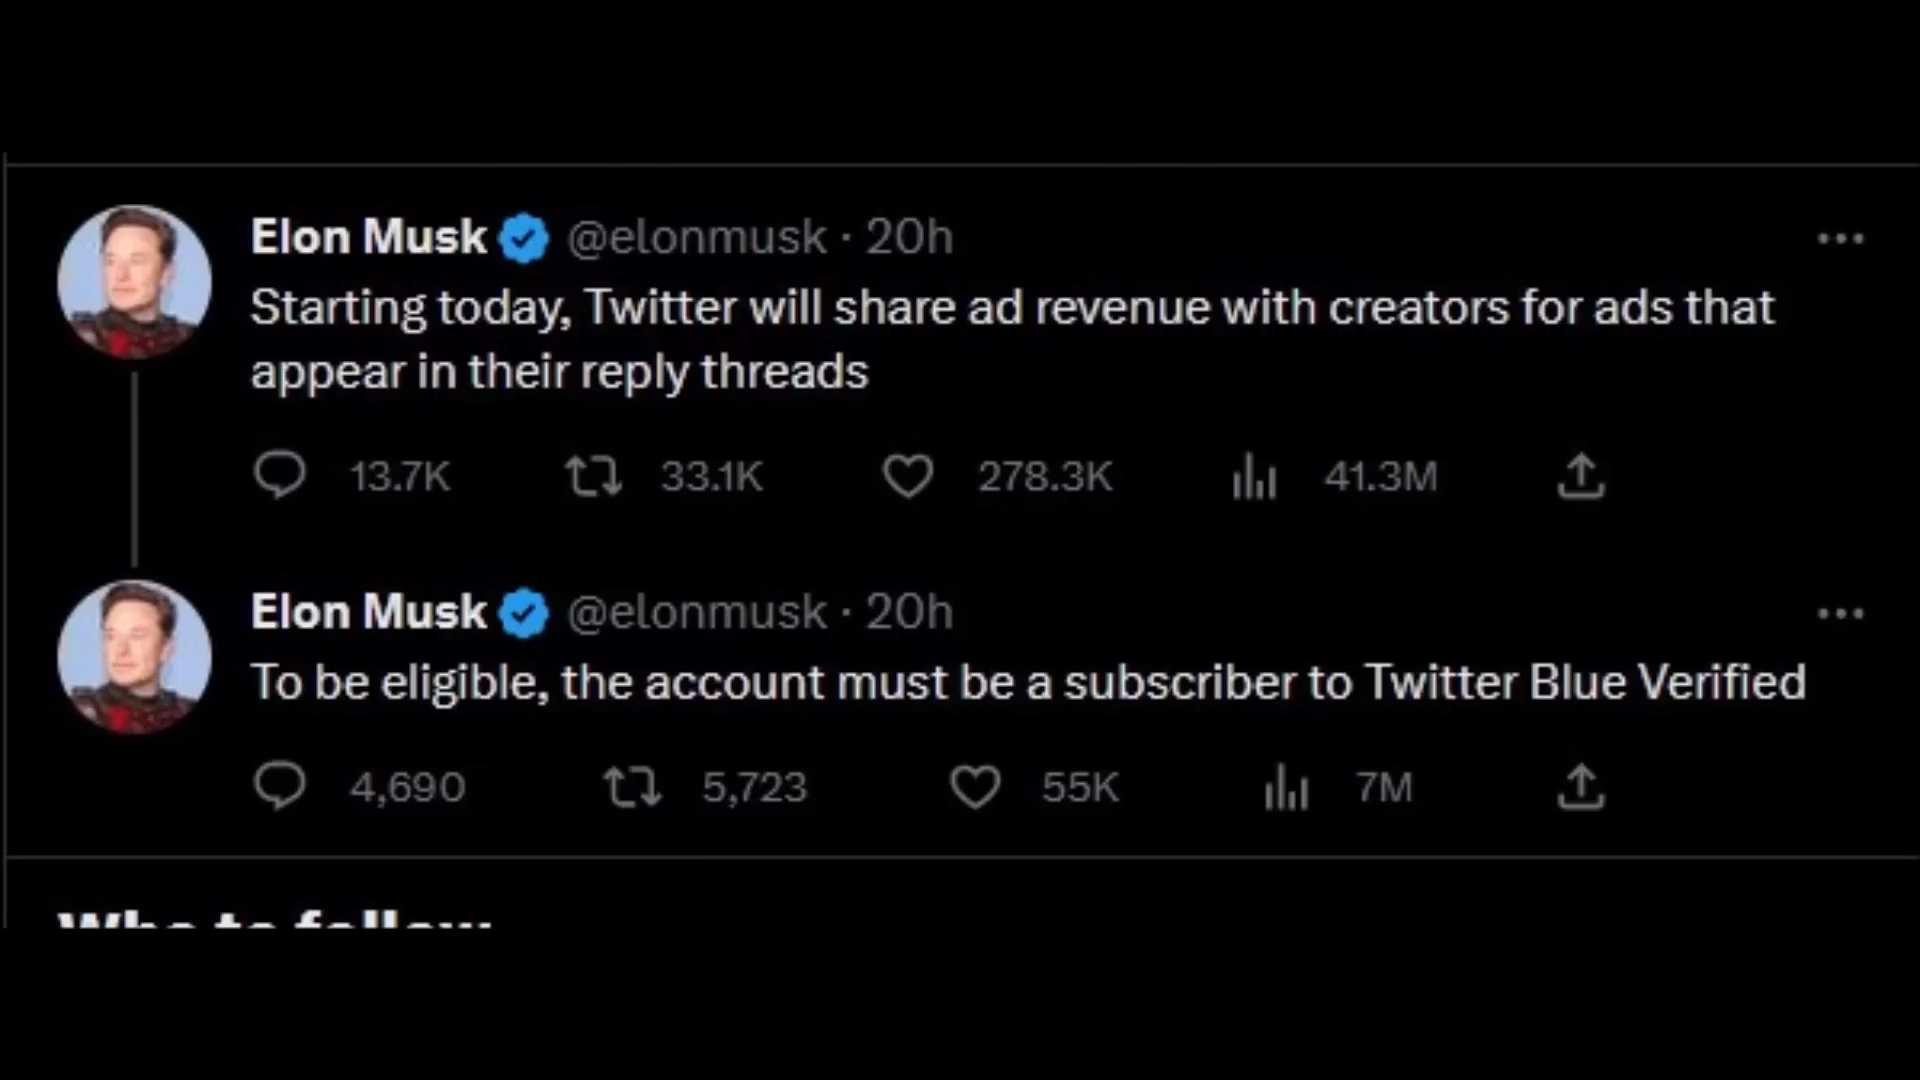 Elon Musk @elonmusk · 20h
Starting today, Twitter will share ad revenue with creators for ads that
appear in their reply threads
13.7K 33.1K 278.3K 41.3M
Elon Musk @elonmusk · 20h
To be eligible, the account must be a subscriber to Twitter Blue Verified
4,690 5,723 55K 7M
Who to follow